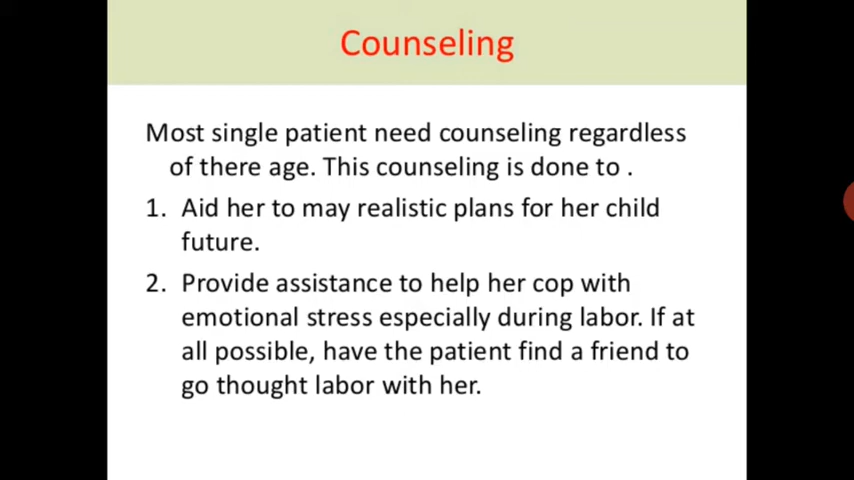 Counseling
Most single patient need counseling regardless
of there age. This counseling is done to .
1. Aid her to may realistic plans for her child
future.
2. Provide assistance to help her cop with
emotional stress especially during labor. If at
all possible, have the patient find a friend to
go thought labor with her.